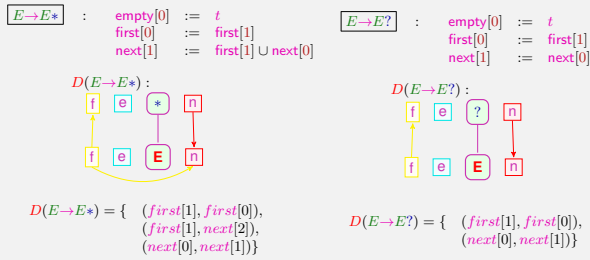 E→E∗ : empty[0] := t
first[0] := first[1]
next[1] := first[1] ∪ next[0]
D(E→E∗) :
f e ∗ n
f e E n
D(E→E∗) = { (first[1], first[0]),
(first[1], next[2]),
(next[0], next[1])}
E→E? : empty[0] := t
first[0] := first[1]
next[1] := next[0]
D(E→E?) :
f e ? n
f e E n
D(E→E?) = { (first[1], first[0]),
(next[0], next[1])}